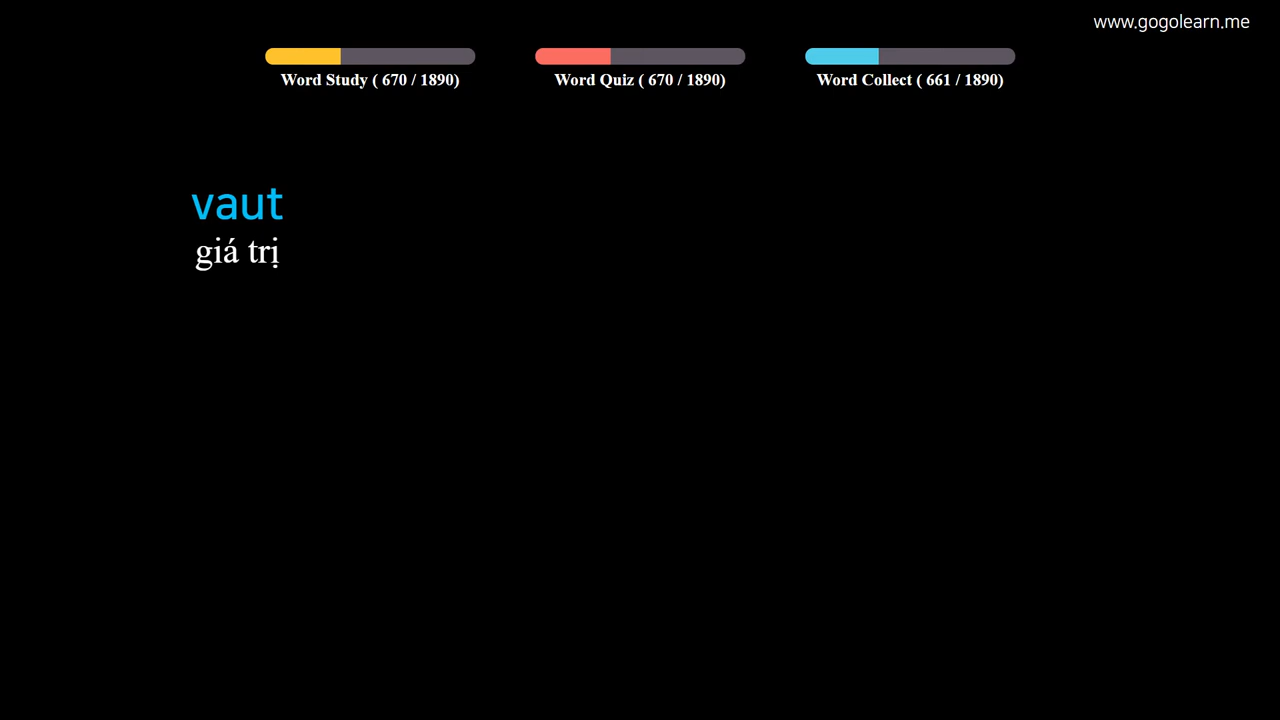 www.gogolearn.me
Word Study ( 670 / 1890)
Word Quiz ( 670 / 1890)
Word Collect ( 661 / 1890)
vaut
giá trị